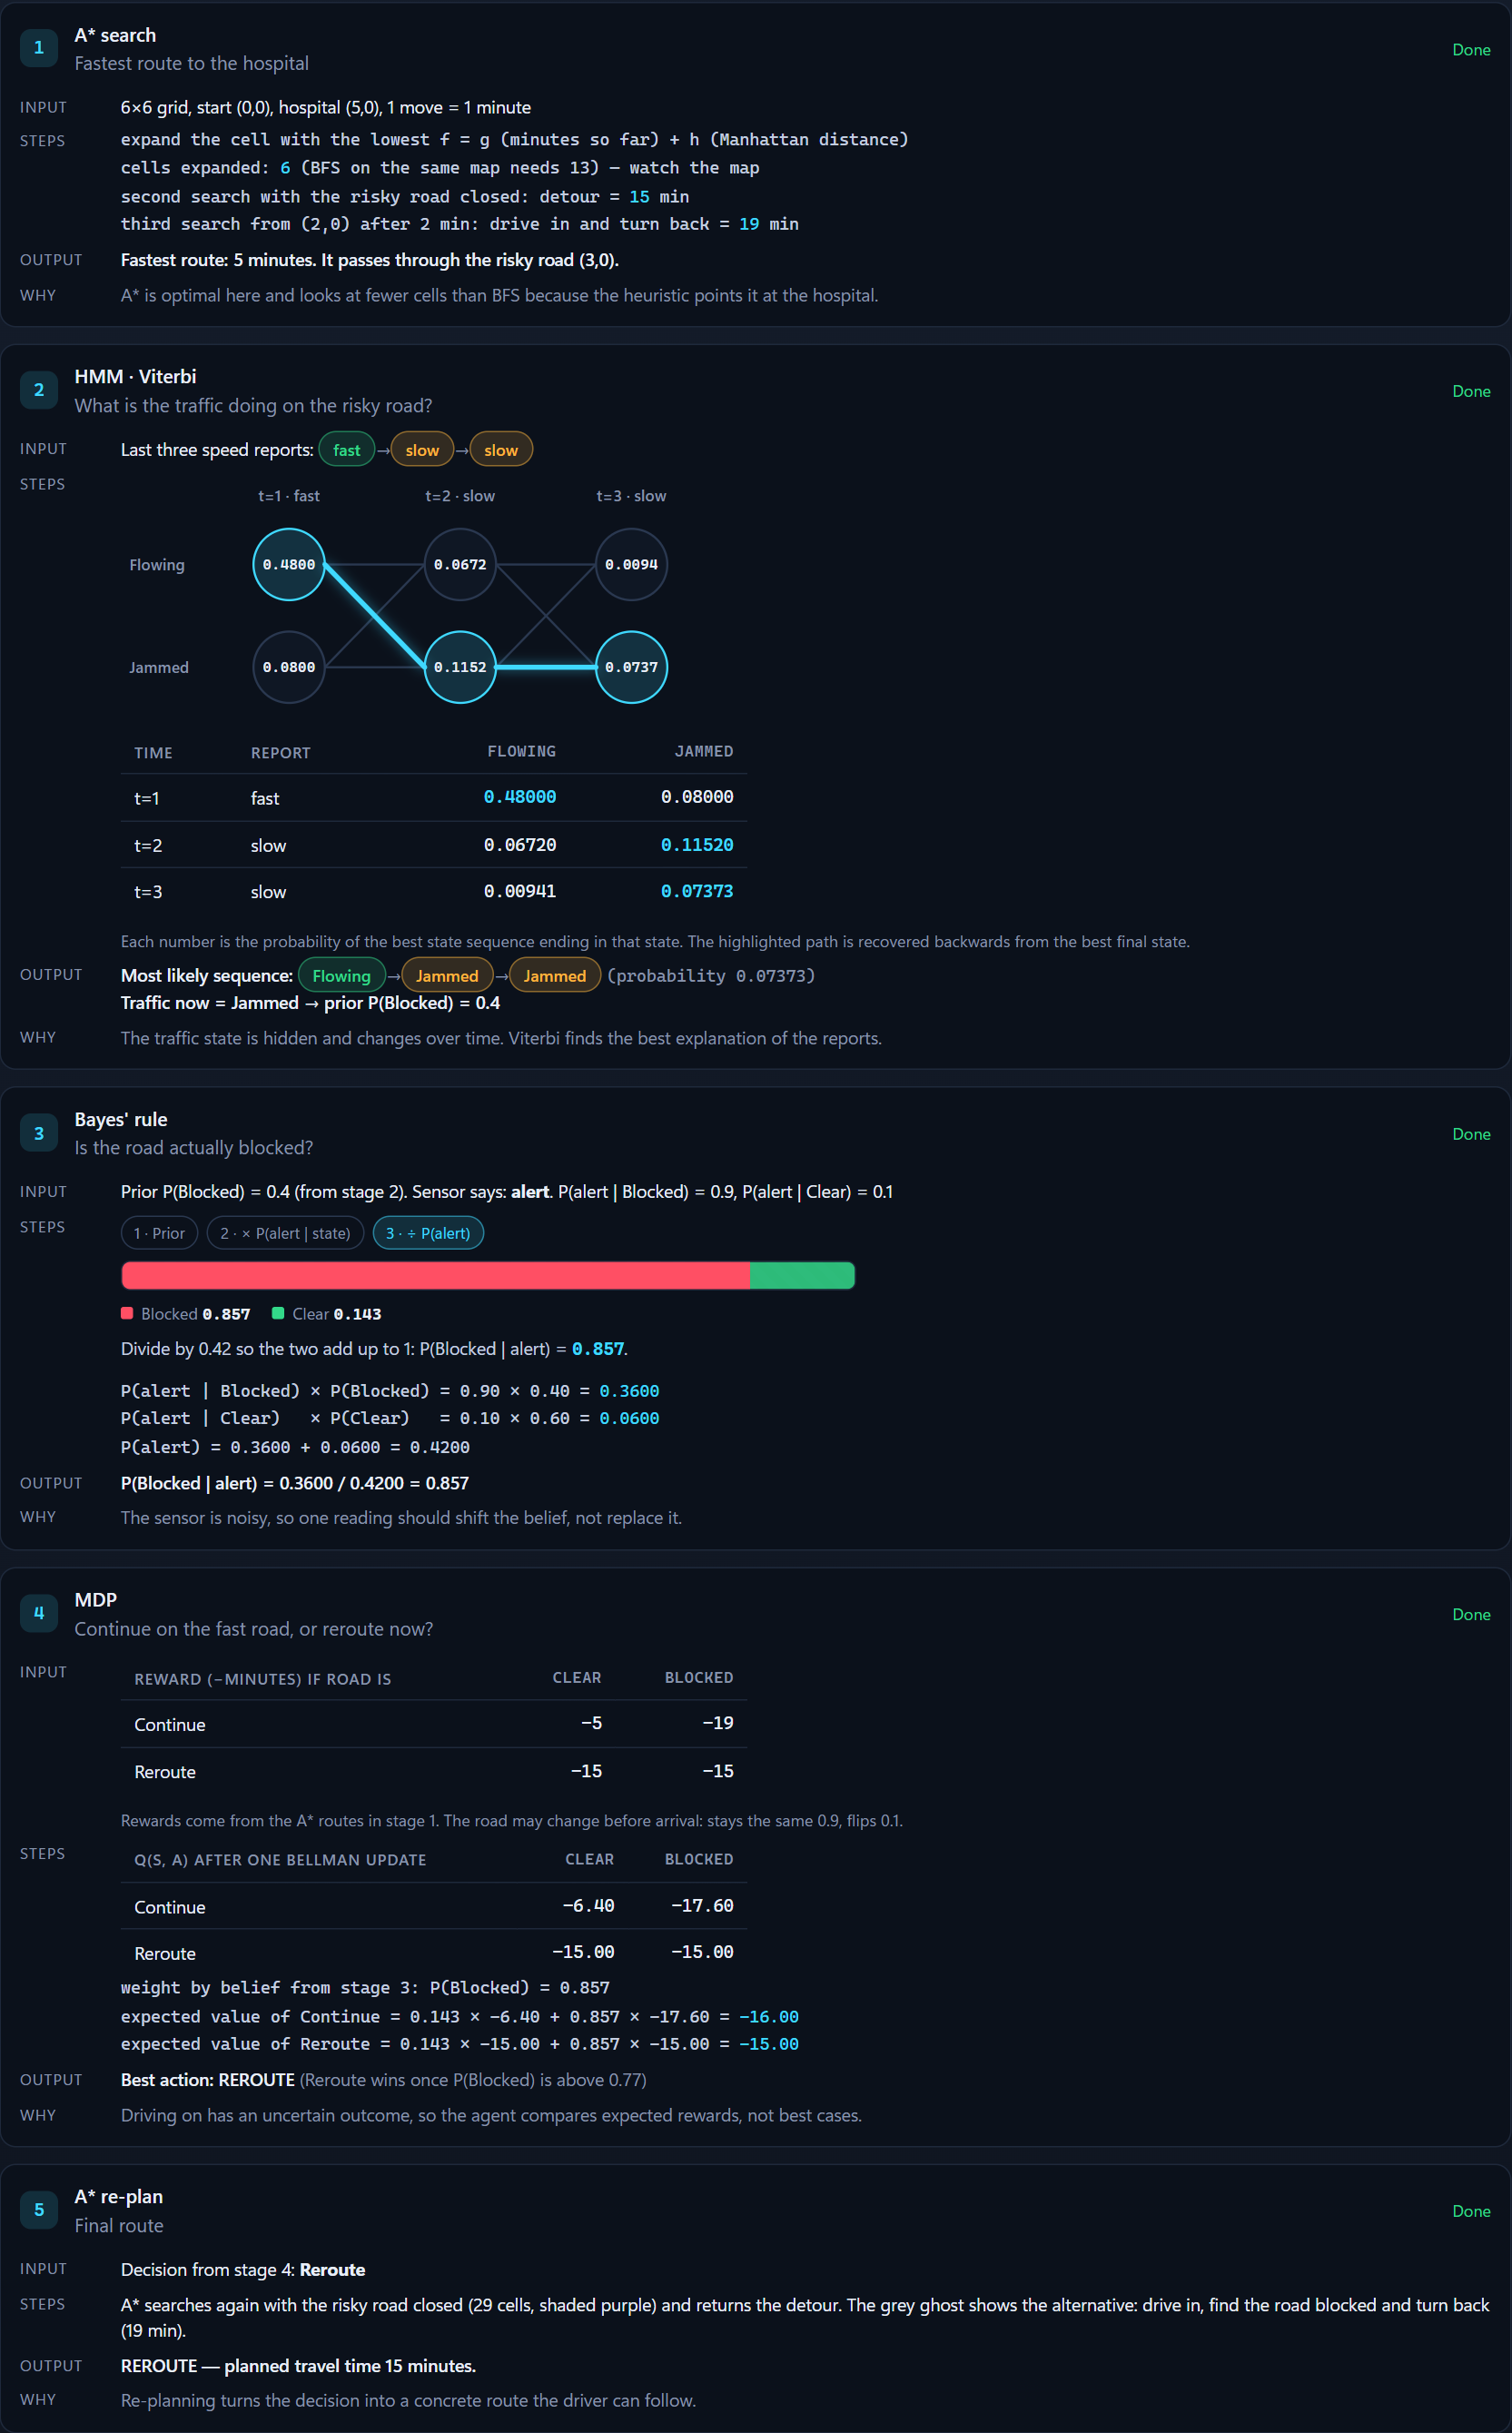 1
A* search
Fastest route to the hospital
Done
INPUT
6×6 grid, start (0,0), hospital (5,0), 1 move = 1 minute
STEPS
expand the cell with the lowest f = g (minutes so far) + h (Manhattan distance)
cells expanded: 6 (BFS on the same map needs 13) — watch the map
second search with the risky road closed: detour = 15 min
third search from (2,0) after 2 min: drive in and turn back = 19 min
OUTPUT
Fastest route: 5 minutes. It passes through the risky road (3,0).
WHY
A* is optimal here and looks at fewer cells than BFS because the heuristic points it at the hospital.
2
HMM · Viterbi
What is the traffic doing on the risky road?
Done
INPUT
Last three speed reports: fast → slow → slow
STEPS
t=1 · fast t=2 · slow t=3 · slow
Flowing 0.4800 0.0672 0.0094
Jammed 0.0800 0.1152 0.0737
TIME REPORT FLOWING JAMMED
t=1 fast 0.48000 0.08000
t=2 slow 0.06720 0.11520
t=3 slow 0.00941 0.07373
Each number is the probability of the best state sequence ending in that state. The highlighted path is recovered backwards from the best final state.
OUTPUT
Most likely sequence: Flowing → Jammed → Jammed (probability 0.07373)
Traffic now = Jammed → prior P(Blocked) = 0.4
WHY
The traffic state is hidden and changes over time. Viterbi finds the best explanation of the reports.
3
Bayes' rule
Is the road actually blocked?
Done
INPUT
Prior P(Blocked) = 0.4 (from stage 2). Sensor says: alert. P(alert | Blocked) = 0.9, P(alert | Clear) = 0.1
STEPS
1 · Prior 2 · × P(alert | state) 3 · ÷ P(alert)
Blocked 0.857 Clear 0.143
Divide by 0.42 so the two add up to 1: P(Blocked | alert) = 0.857.
P(alert | Blocked) × P(Blocked) = 0.90 × 0.40 = 0.3600
P(alert | Clear) × P(Clear) = 0.10 × 0.60 = 0.0600
P(alert) = 0.3600 + 0.0600 = 0.4200
OUTPUT
P(Blocked | alert) = 0.3600 / 0.4200 = 0.857
WHY
The sensor is noisy, so one reading should shift the belief, not replace it.
4
MDP
Continue on the fast road, or reroute now?
Done
INPUT
REWARD (−MINUTES) IF ROAD IS CLEAR BLOCKED
Continue −5 −19
Reroute −15 −15
Rewards come from the A* routes in stage 1. The road may change before arrival: stays the same 0.9, flips 0.1.
STEPS
Q(S, A) AFTER ONE BELLMAN UPDATE CLEAR BLOCKED
Continue −6.40 −17.60
Reroute −15.00 −15.00
weight by belief from stage 3: P(Blocked) = 0.857
expected value of Continue = 0.143 × −6.40 + 0.857 × −17.60 = −16.00
expected value of Reroute = 0.143 × −15.00 + 0.857 × −15.00 = −15.00
OUTPUT
Best action: REROUTE (Reroute wins once P(Blocked) is above 0.77)
WHY
Driving on has an uncertain outcome, so the agent compares expected rewards, not best cases.
5
A* re-plan
Final route
Done
INPUT
Decision from stage 4: Reroute
STEPS
A* searches again with the risky road closed (29 cells, shaded purple) and returns the detour. The grey ghost shows the alternative: drive in, find the road blocked and turn back
(19 min).
OUTPUT
REROUTE — planned travel time 15 minutes.
WHY
Re-planning turns the decision into a concrete route the driver can follow.